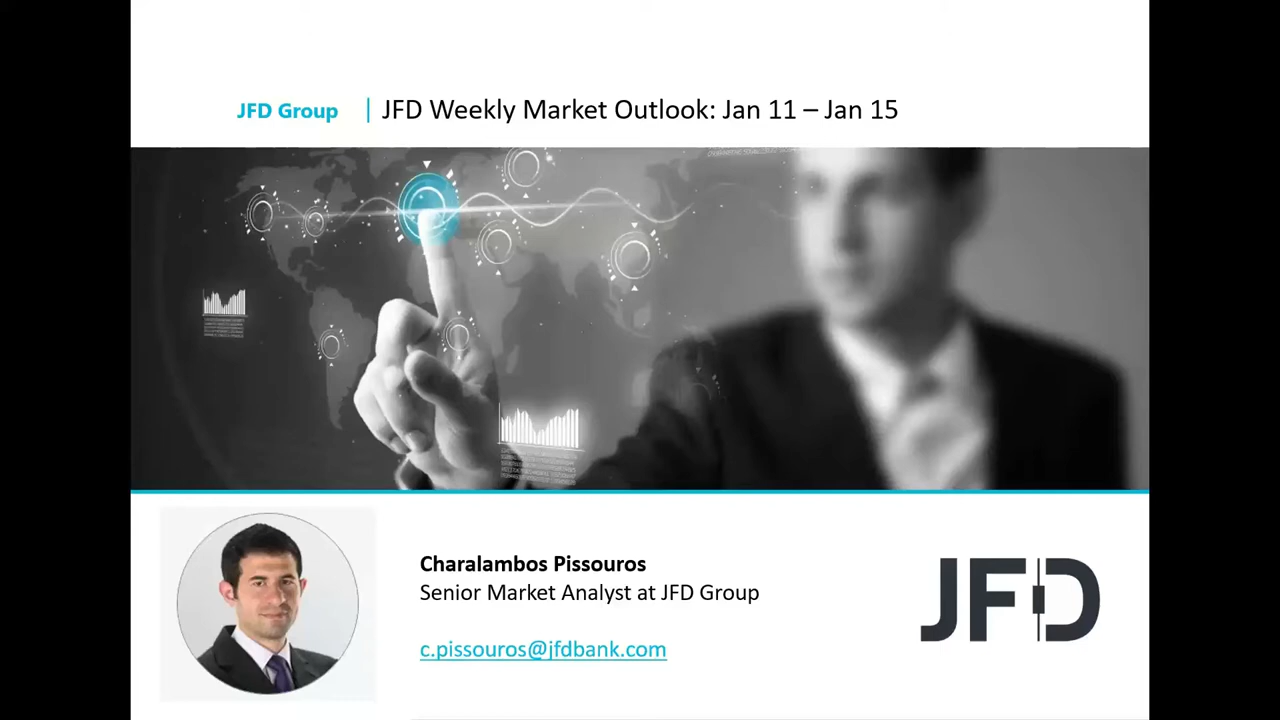 JFD Group | JFD Weekly Market Outlook: Jan 11 – Jan 15
Charalambos Pissouros
Senior Market Analyst at JFD Group
c.pissouros@jfdbank.com
JFD